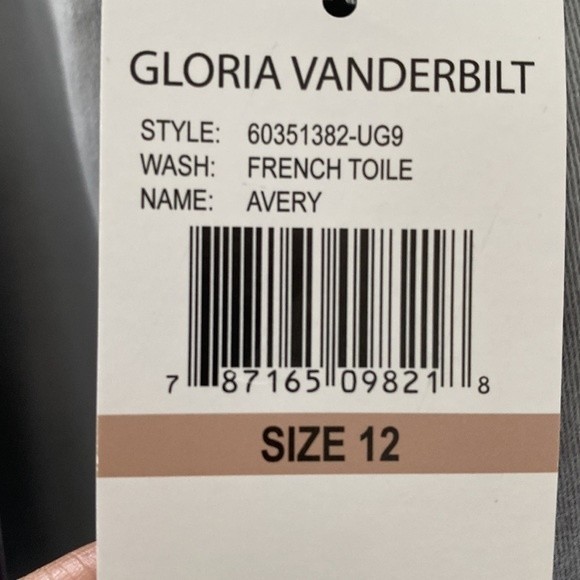 GLORIA VANDERBILT
STYLE: 60351382-UG9
WASH: FRENCH TOILE
NAME: AVERY
7 87165 09821 8
SIZE 12